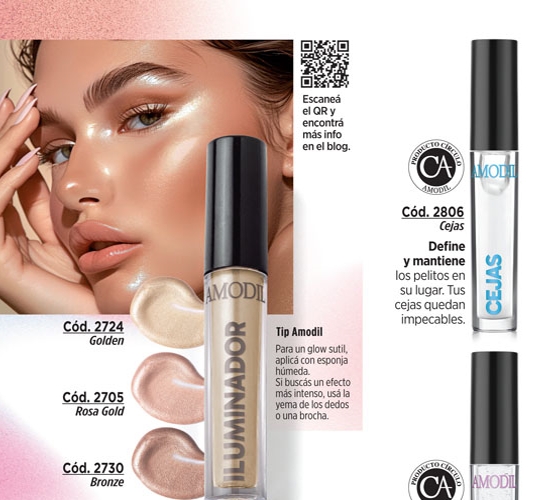 Escaneá
el QR y
encontrá
más info
en el blog.
PRODUCTO CÍRCULO
CA
AMODIL
AMODIL
CEJAS
Cód. 2806
Cejas
Define
y mantiene
los pelitos en
su lugar. Tus
cejas quedan
impecables.
AMODIL
ILUMINADOR
Cód. 2724
Golden
Cód. 2705
Rosa Gold
Cód. 2730
Bronze
Tip Amodil
Para un glow sutil,
aplicá con esponja
húmeda.
Si buscás un efecto
más intenso, usá la
yema de los dedos
o una brocha.
PRODUCTO CÍRCULO
CA
AMODIL